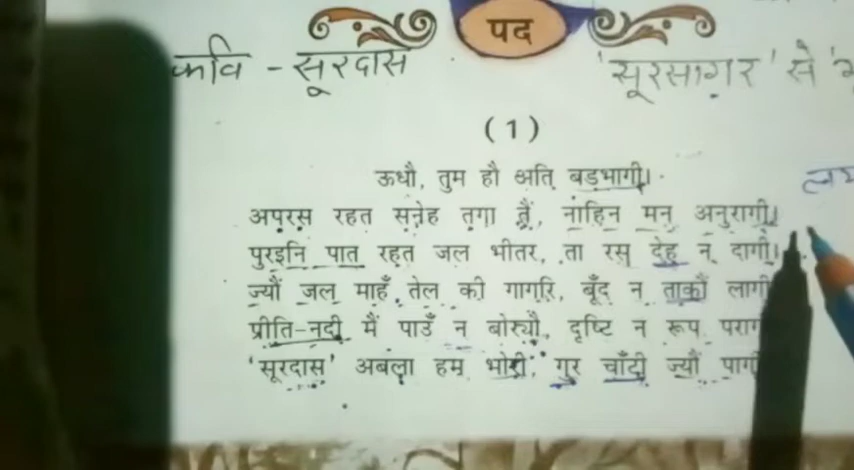 पद
कवि - सूरदास 'सूरसागर' से
(1)
ऊधौ, तुम हौ अति बड़भागी।
अपरस रहत सनेह तगा तैं, नाहिन मन अनुरागी।
पुरइनि पात रहत जल भीतर, ता रस देह न दागी।
ज्यौं जल माहँ तेल की गागरि, बूँद न ताकौं लागी
प्रीति-नदी मैं पाउँ न बोरयौ, दृष्टि न रूप
'सूरदास' अबला हम भोरी, गुर चाँटी ज्यौं पागी